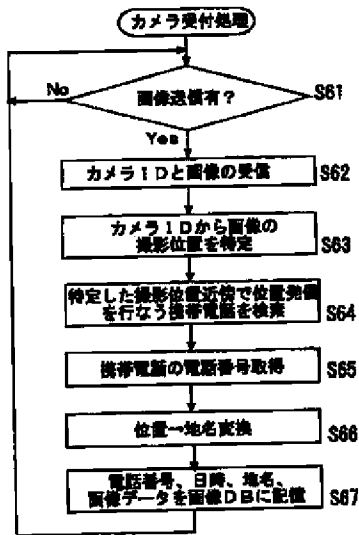 カメラ受付処理
画像送信有？
No
S61
Yes
カメラIDと画像の受信
S62
カメラIDから画像の
撮影位置を特定
S63
特定した撮影位置近傍で位置発信
を行なう携帯電話を検索
S64
携帯電話の電話番号取得
S65
位置→地名変換
S66
電話番号、日時、地名、
画像データを画像DBに記憶
S67